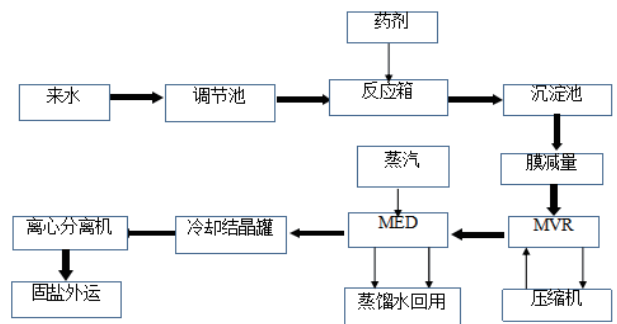 药剂
来水
调节池
反应箱
沉淀池
蒸汽
膜减量
离心分离机
冷却结晶罐
MED
MVR
固盐外运
蒸馏水回用
压缩机